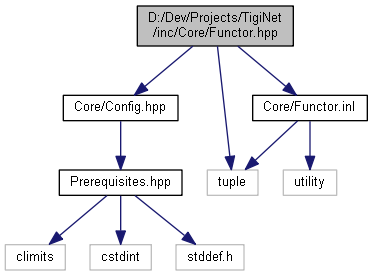 D:/Dev/Projects/TigiNet
/inc/Core/Functor.hpp
Core/Config.hpp
Core/Functor.inl
Prerequisites.hpp
tuple
utility
climits
cstdint
stddef.h